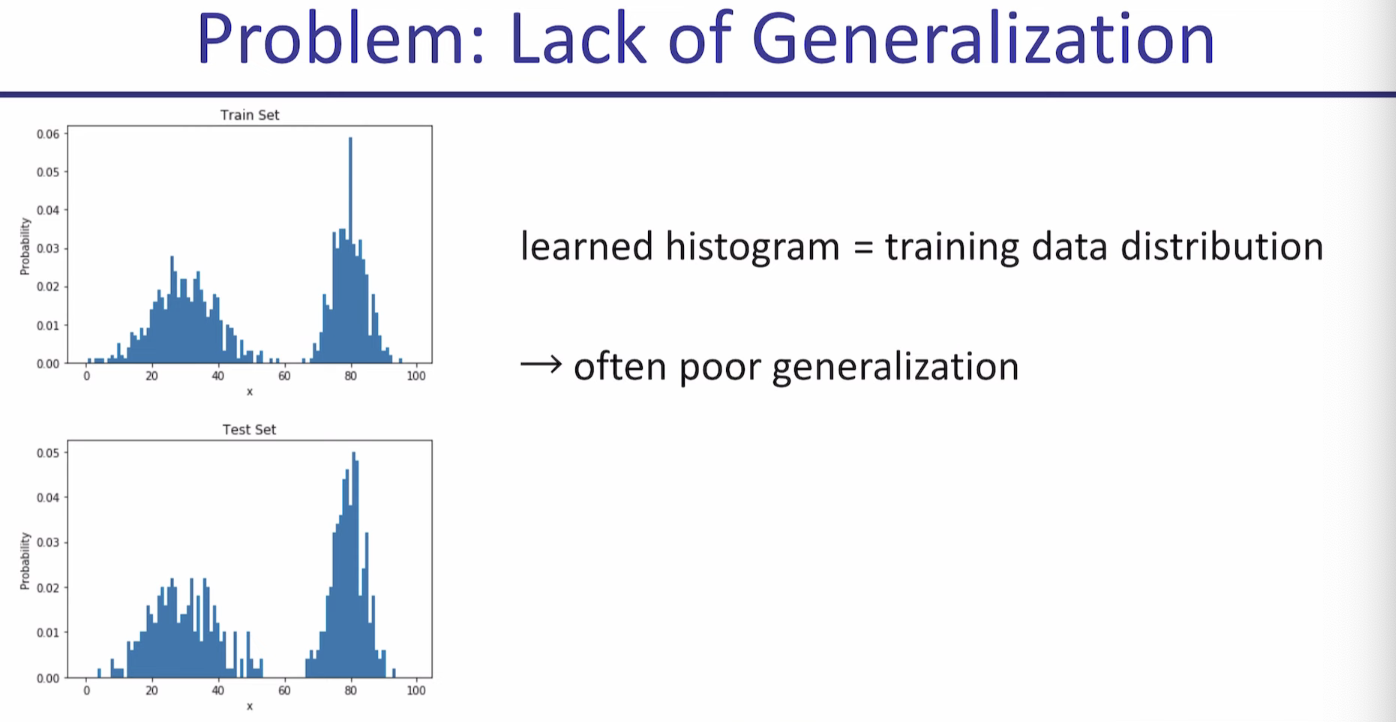 Problem: Lack of Generalization
Train Set
0.06
0.05
0.04
0.03
0.02
0.01
0.00
Probability
0 20 40 60 80 100
x
learned histogram = training data distribution
→ often poor generalization
Test Set
0.05
0.04
0.03
0.02
0.01
0.00
Probability
0 20 40 60 80 100
x